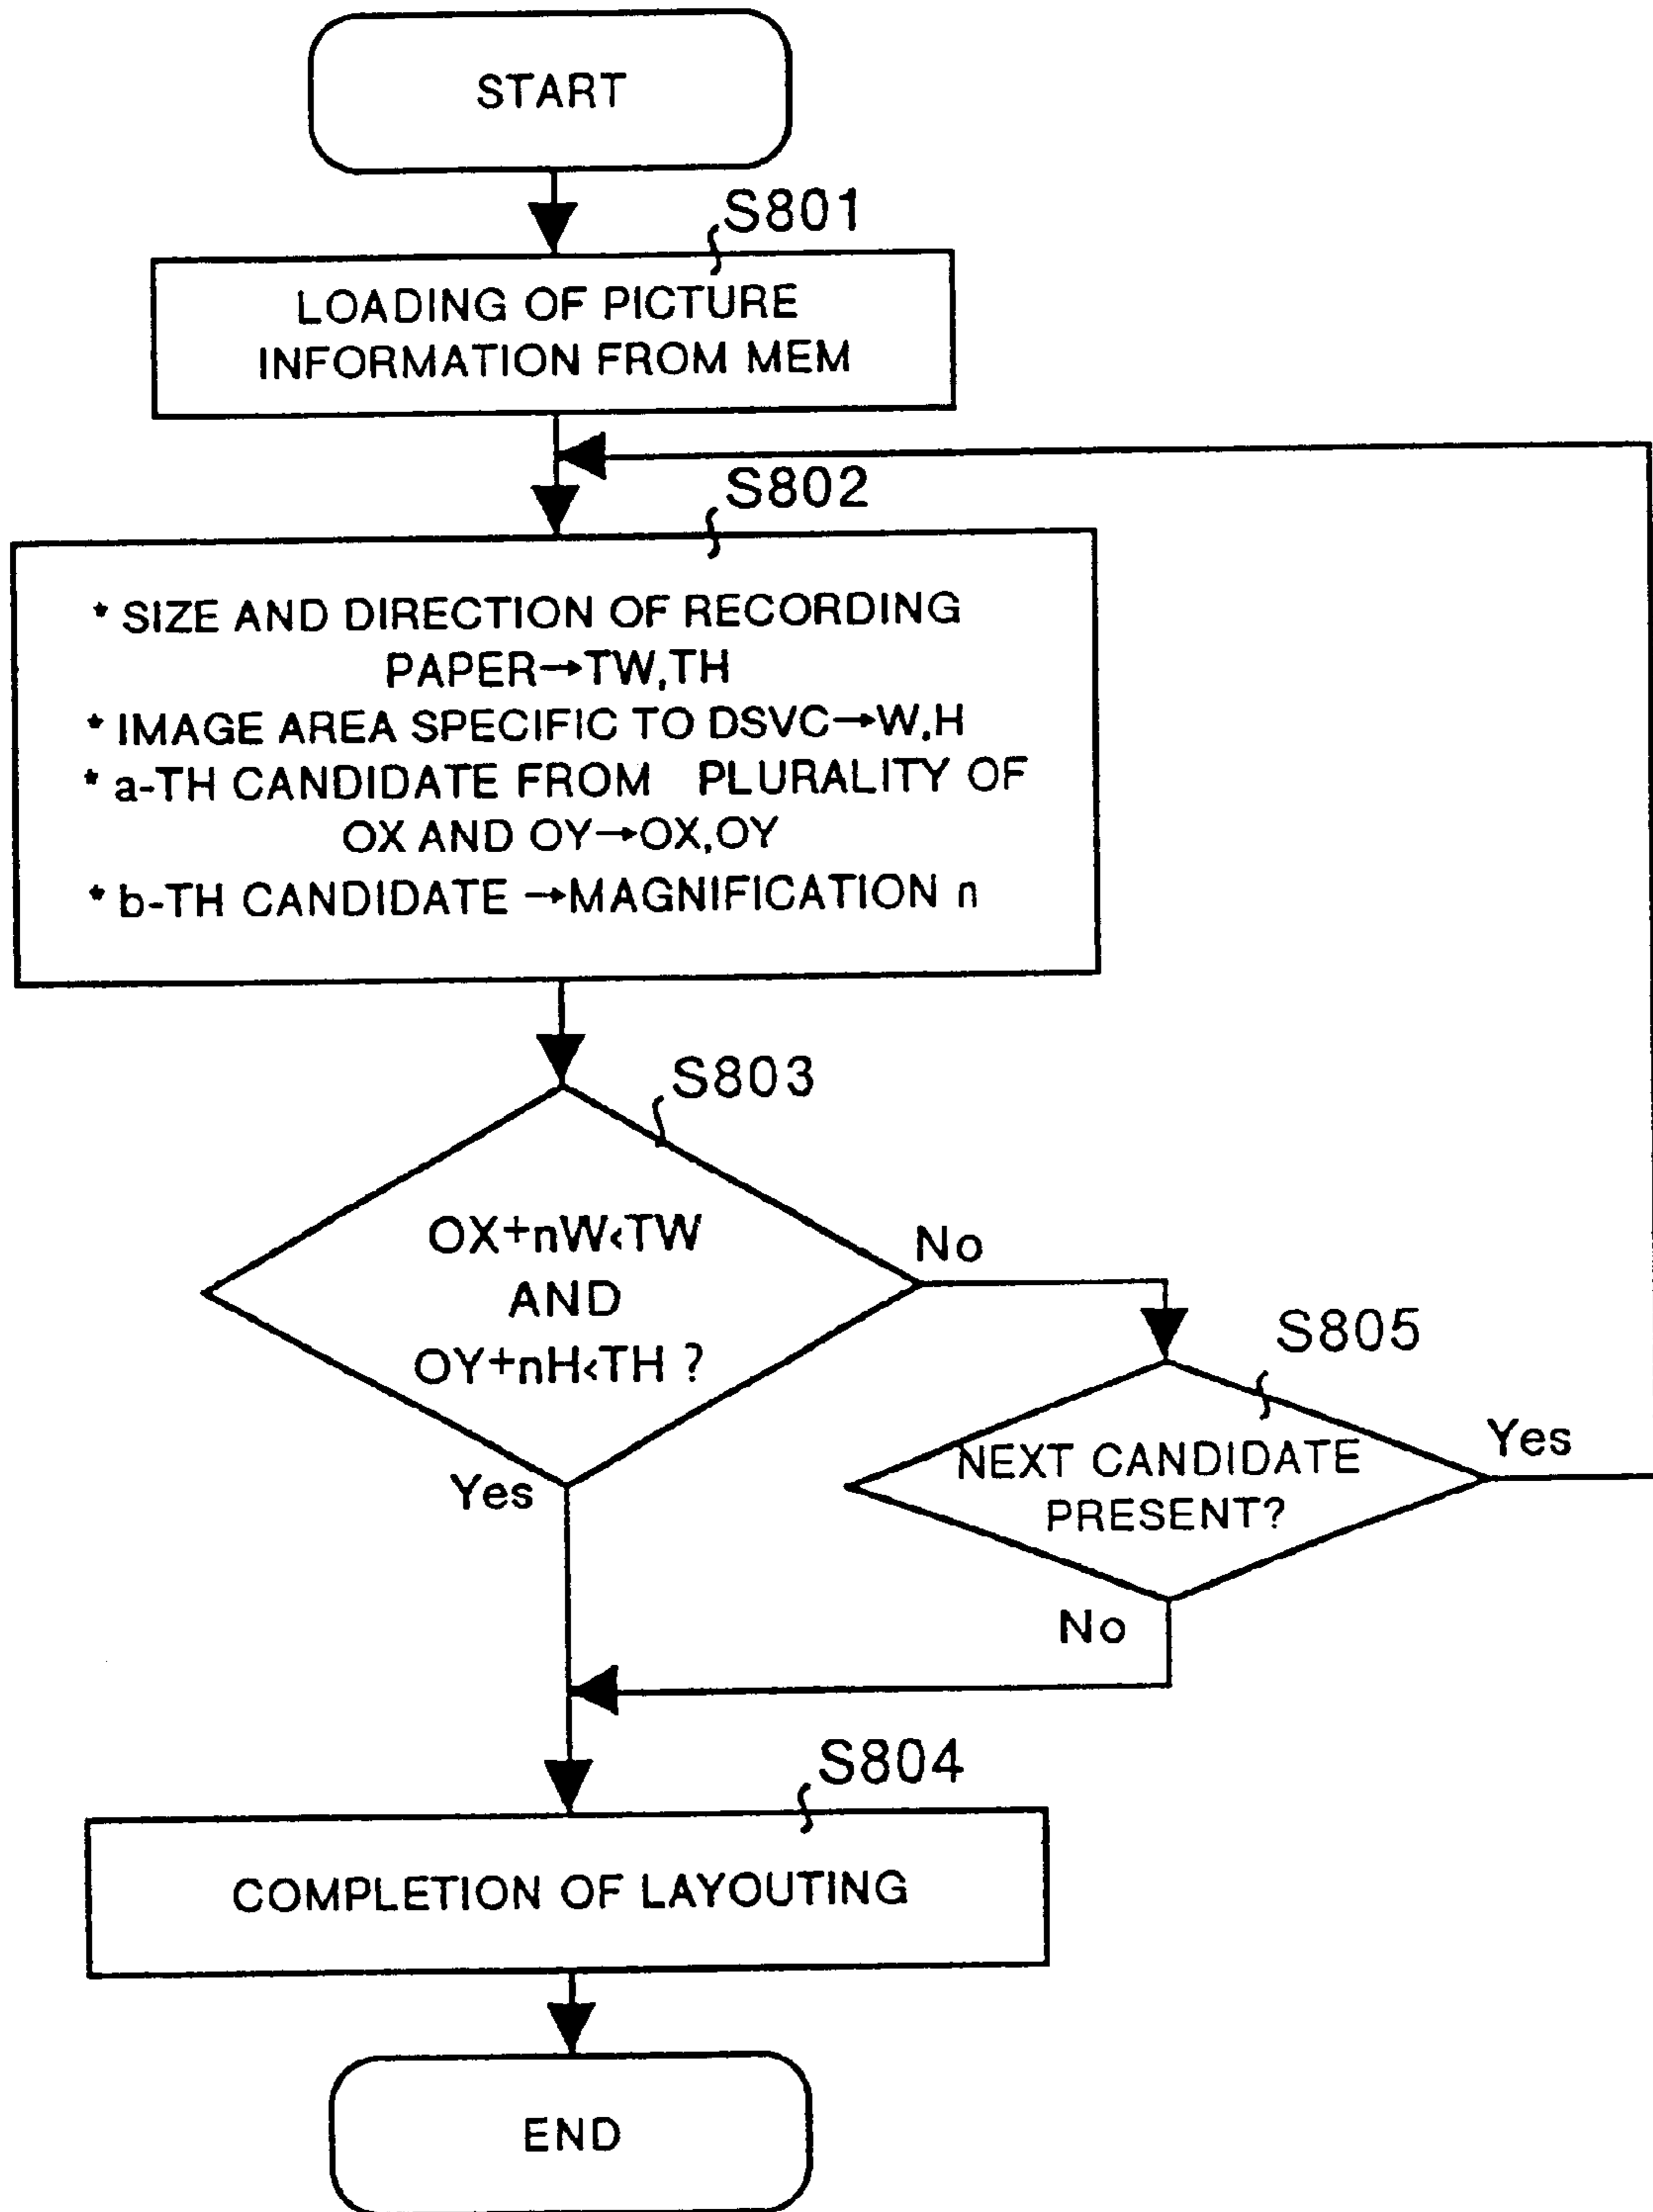 START
S801
LOADING OF PICTURE
INFORMATION FROM MEM
S802
* SIZE AND DIRECTION OF RECORDING
PAPER→TW,TH
* IMAGE AREA SPECIFIC TO DSVC→W,H
* a-TH CANDIDATE FROM PLURALITY OF
OX AND OY→OX,OY
* b-TH CANDIDATE →MAGNIFICATION n
S803
OX+nW<TW
AND
OY+nH<TH ?
No
Yes
S805
NEXT CANDIDATE
PRESENT?
Yes
No
S804
COMPLETION OF LAYOUTING
END